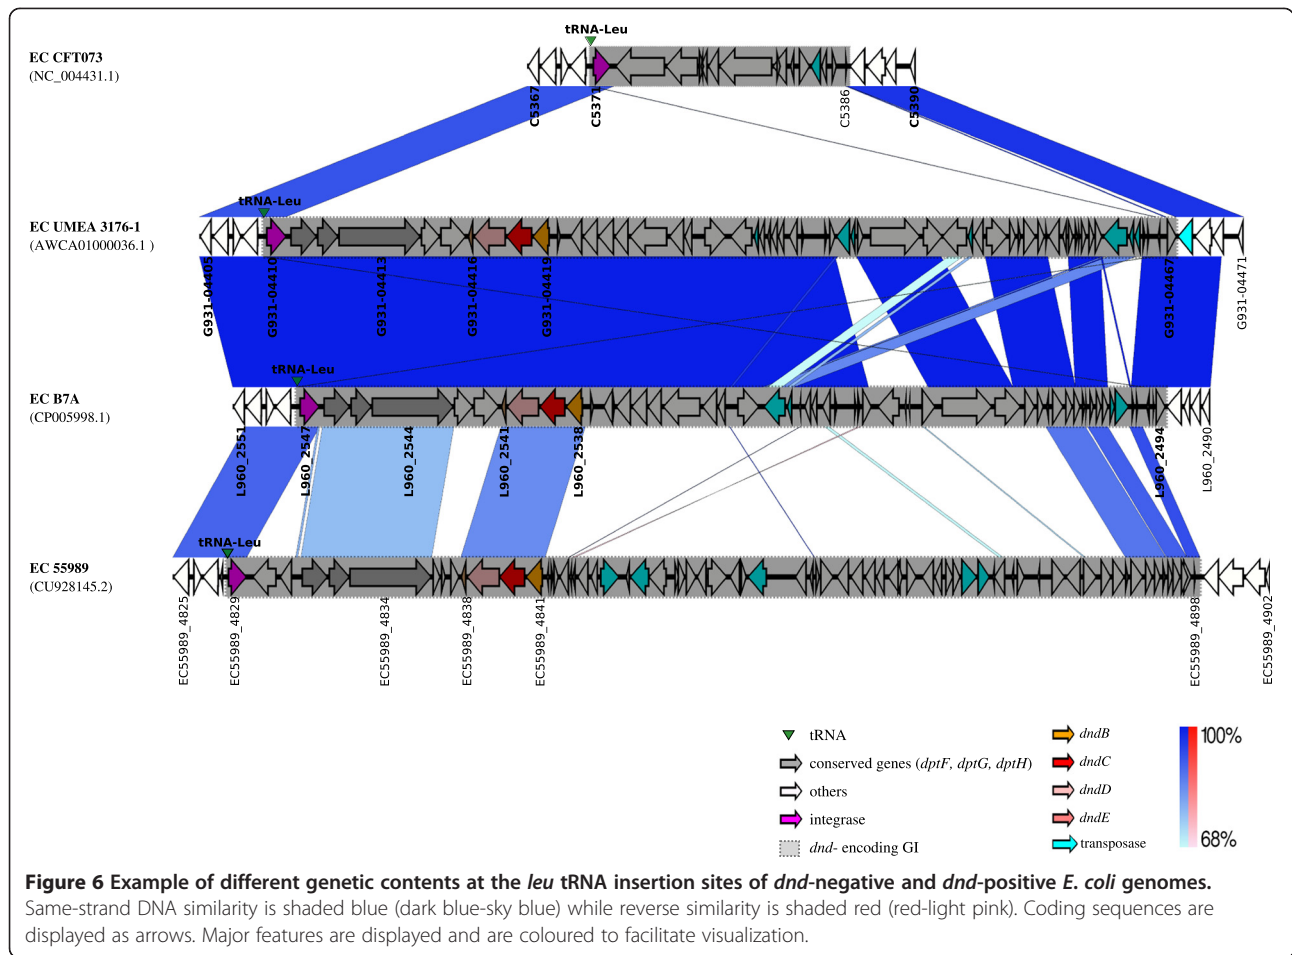 tRNA-Leu
EC CFT073
(NC_004431.1)
C5367
C5371
C5386
C5390
tRNA-Leu
EC UMEA 3176-1
(AWCA01000036.1 )
G931-04405
G931-04410
G931-04413
G931-04416
G931-04419
G931-04467
G931-04471
tRNA-Leu
EC B7A
(CP005998.1)
L960_2551
L960_2547
L960_2544
L960_2541
L960_2538
L960_2494
L960_2490
tRNA-Leu
EC 55989
(CU928145.2)
EC55989_4825
EC55989_4829
EC55989_4834
EC55989_4838
EC55989_4841
EC55989_4898
EC55989_4902
tRNA
conserved genes (dptF, dptG, dptH)
others
integrase
dnd- encoding GI
dndB
dndC
dndD
dndE
transposase
100%
68%
Figure 6 Example of different genetic contents at the leu tRNA insertion sites of dnd-negative and dnd-positive E. coli genomes.
Same-strand DNA similarity is shaded blue (dark blue-sky blue) while reverse similarity is shaded red (red-light pink). Coding sequences are
displayed as arrows. Major features are displayed and are coloured to facilitate visualization.